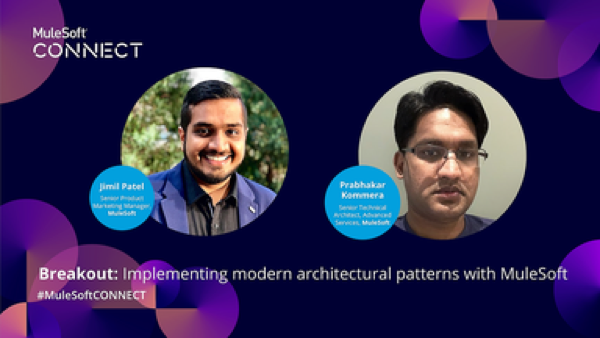 MuleSoft®
CONNECT
Jimil Patel
Senior Product
Marketing Manager,
MuleSoft
Prabhakar
Kommera
Senior Technical
Architect, Advanced
Services, MuleSoft
Breakout: Implementing modern architectural patterns with MuleSoft
#MuleSoftCONNECT